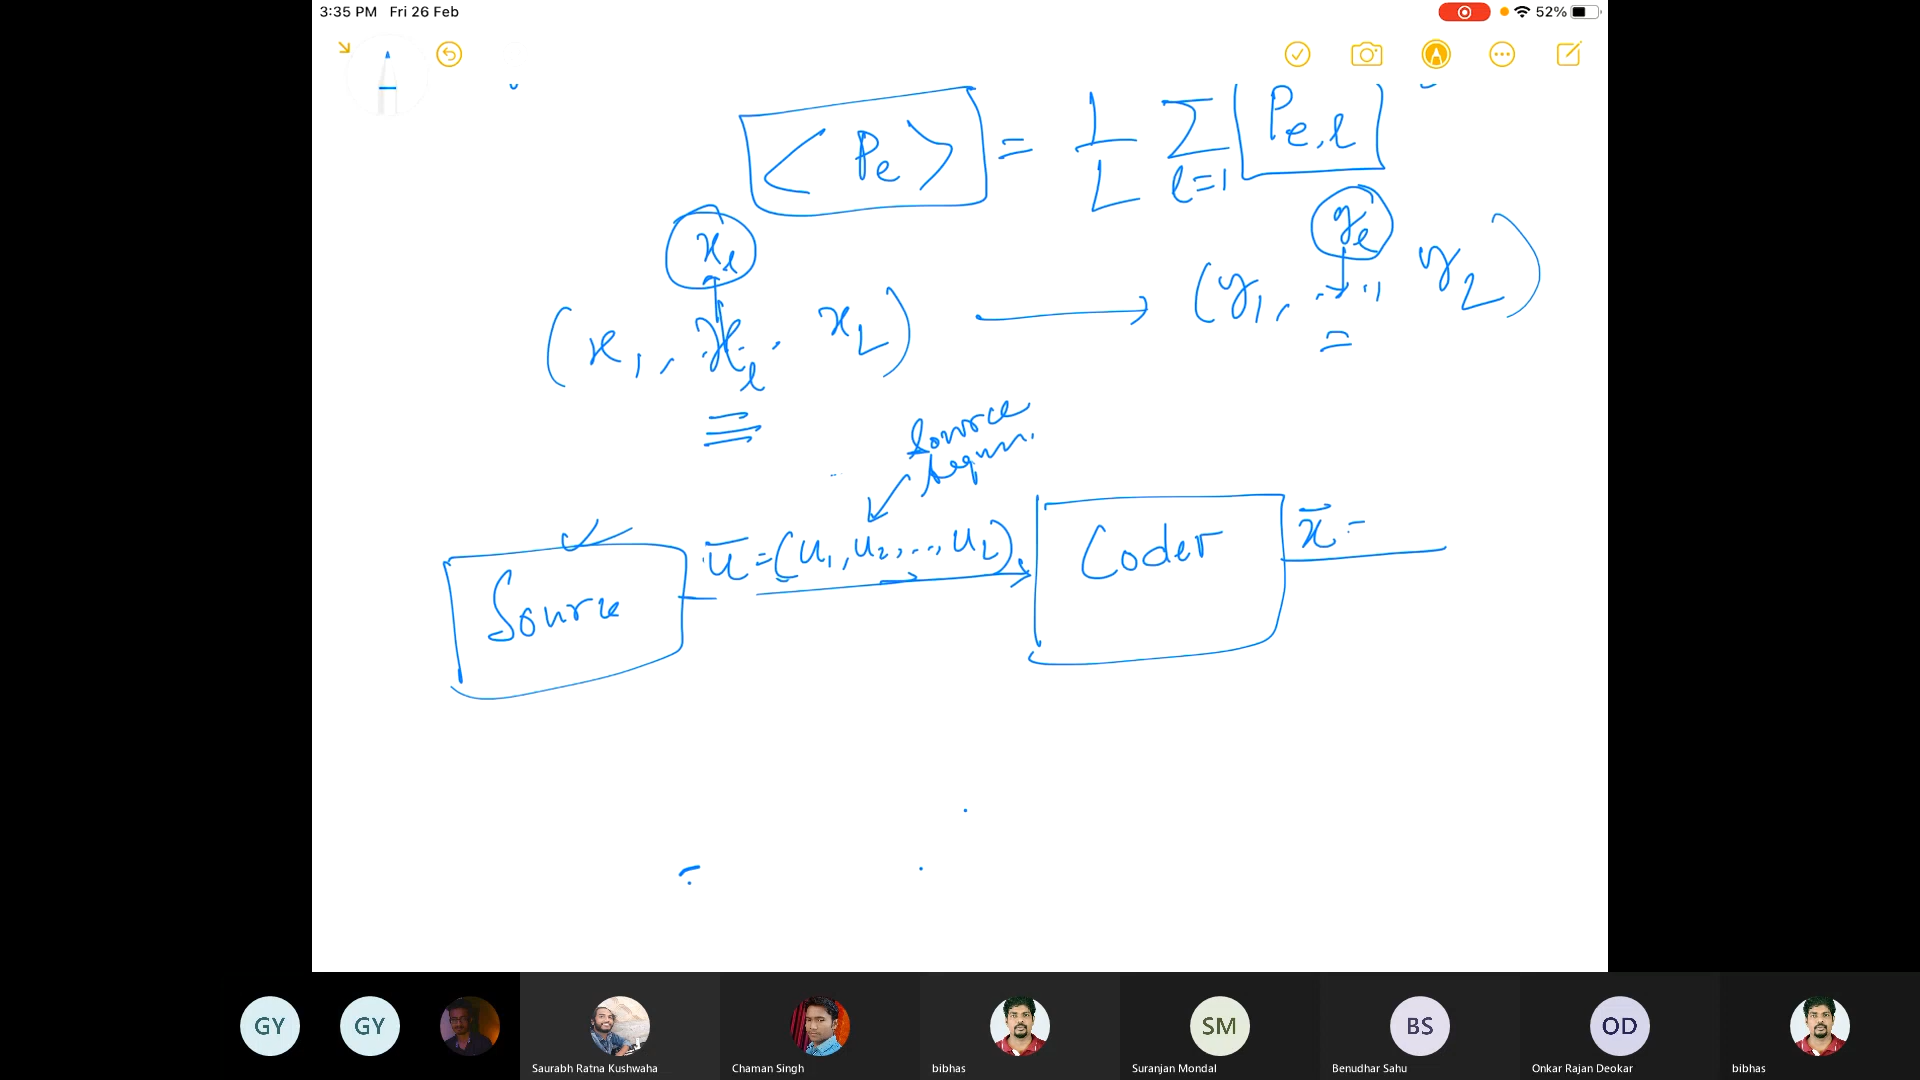 3:35 PM Fri 26 Feb
52%
< Pe > = 1/L Σ l=1 Pe,l
xl
yl
(x1, .. xl . xL)
(y1, ... yL)
Source
Source
ū = (u1, u2, .., uL)
Coder
x̄ =
GY
GY
SM
BS
OD
Saurabh Ratna Kushwaha
Chaman Singh
bibhas
Suranjan Mondal
Benudhar Sahu
Onkar Rajan Deokar
bibhas